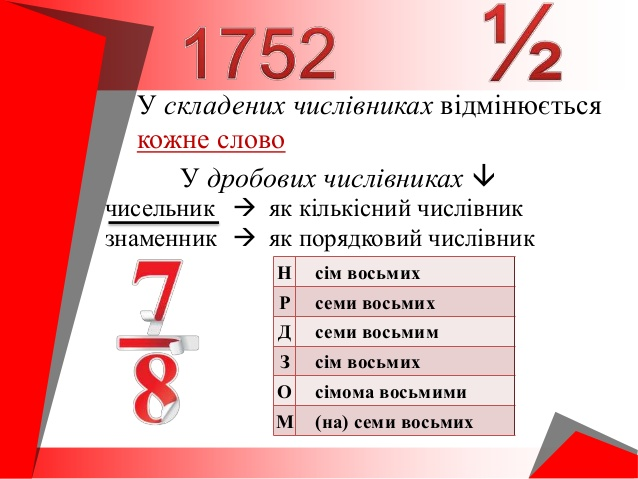 1752 ½
У складених числівниках відмінюється
кожне слово
У дробових числівниках ↓
чисельник → як кількісний числівник
знаменник → як порядковий числівник
7
8
Н сім восьмих
Р семи восьмих
Д семи восьмим
З сім восьмих
О сімома восьмими
М (на) семи восьмих